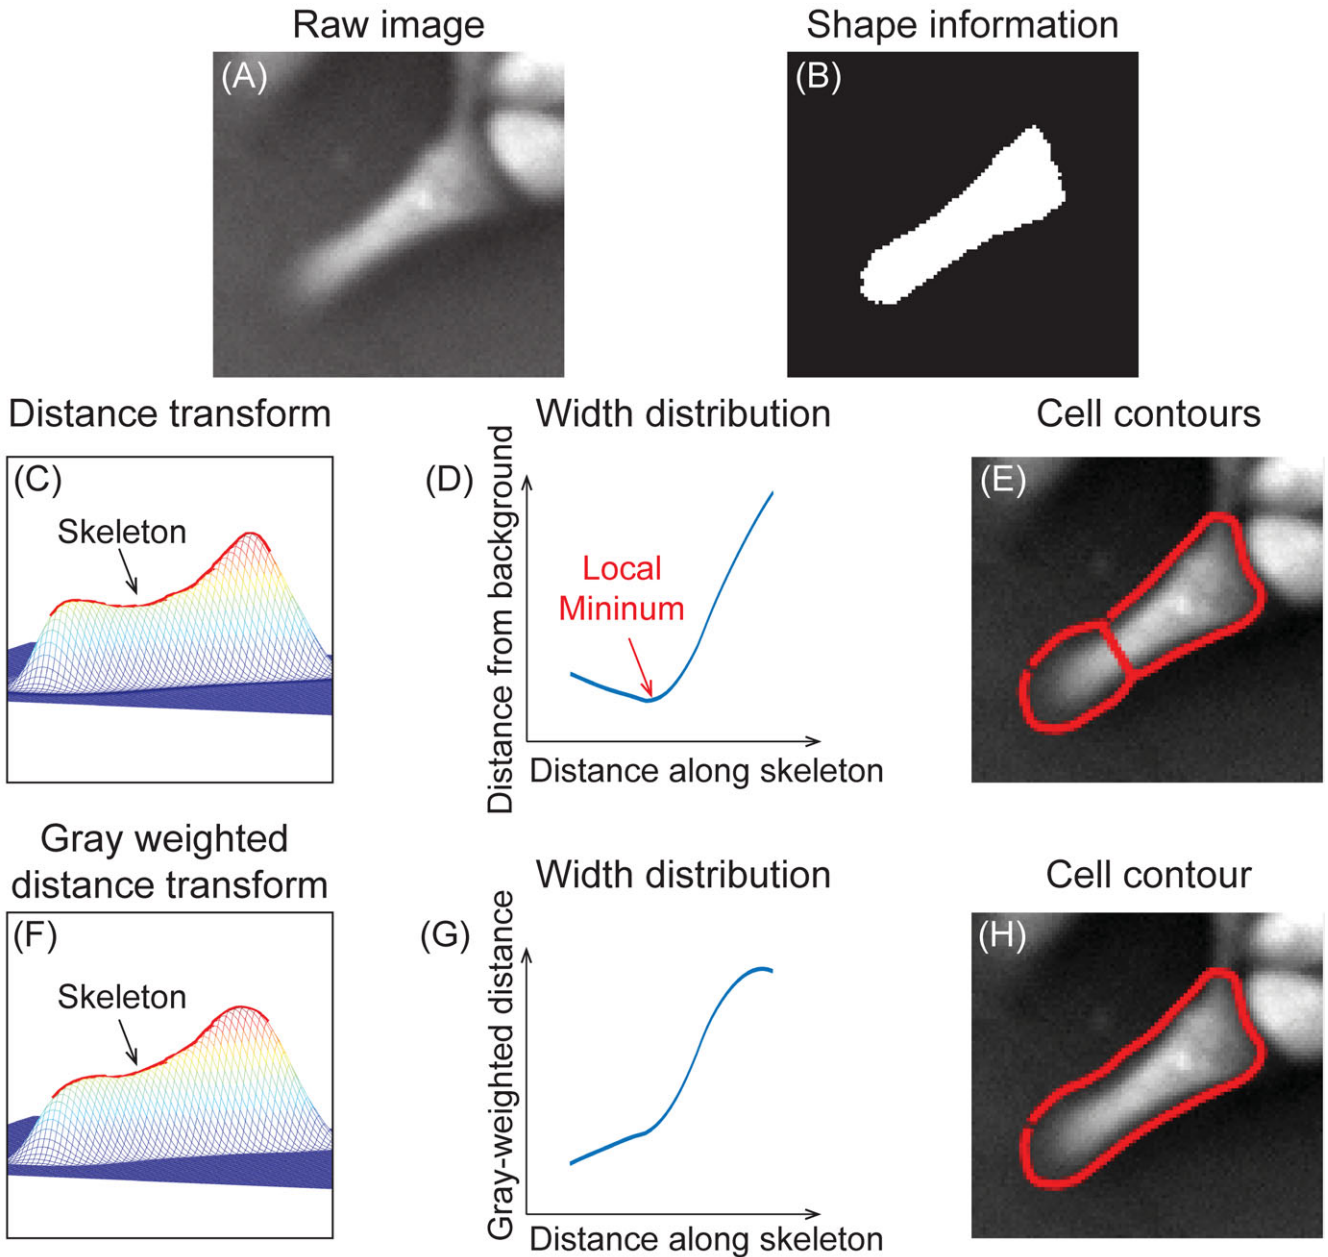 Raw image
Shape information
(A)
(B)
Distance transform
Width distribution
Cell contours
(C)
Skeleton
(D)
Distance from background
Local
Mininum
Distance along skeleton
(E)
Gray weighted
distance transform
Width distribution
Cell contour
(F)
Skeleton
(G)
Gray-weighted distance
Distance along skeleton
(H)